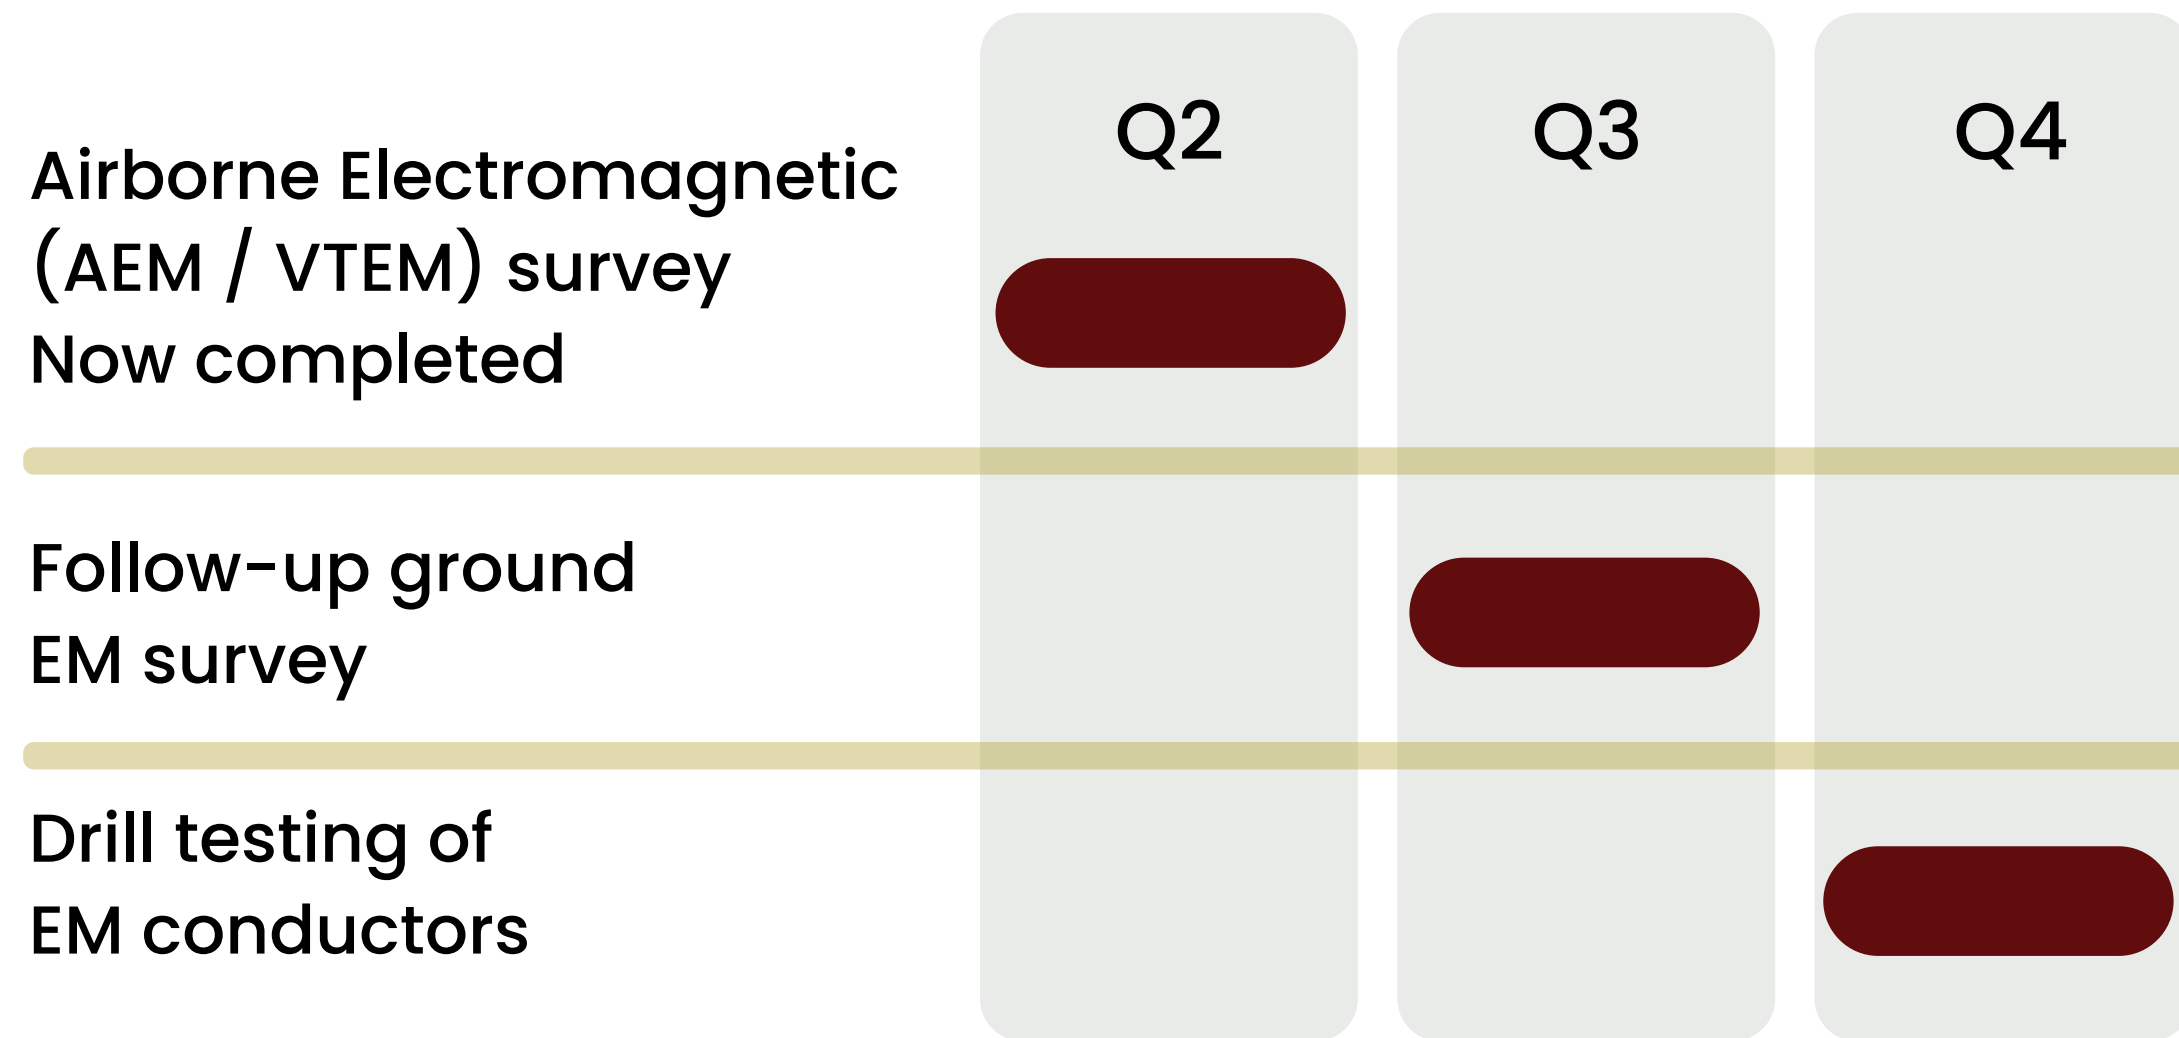 Q2 Q3 Q4
Airborne Electromagnetic
(AEM / VTEM) survey
Now completed
Follow-up ground
EM survey
Drill testing of
EM conductors